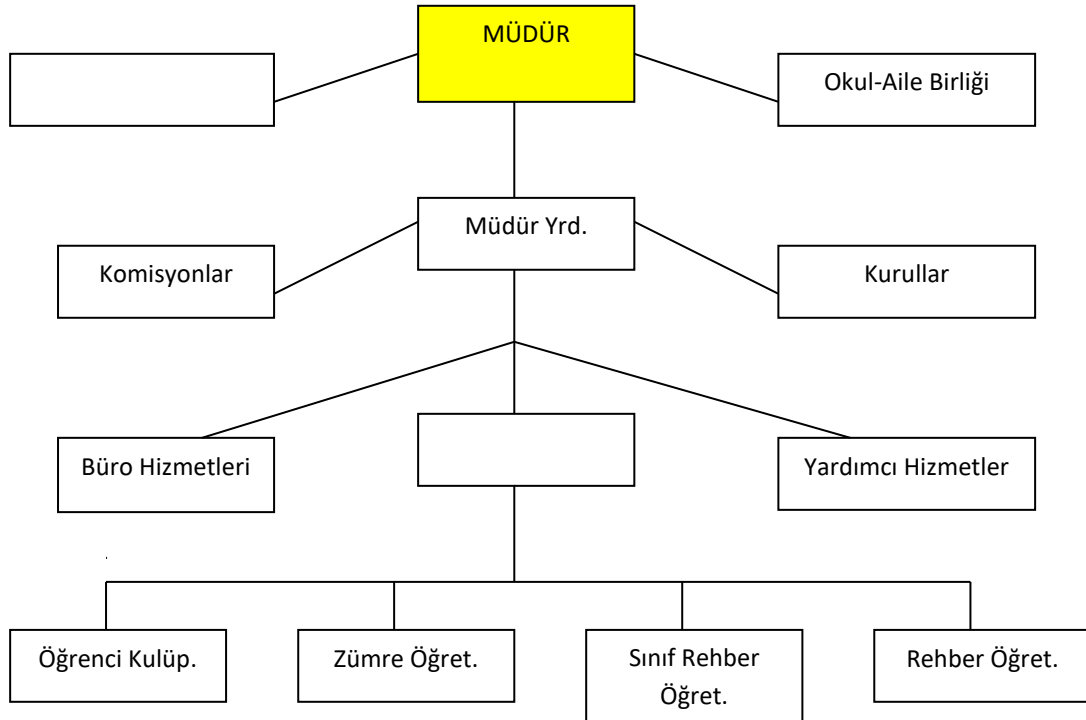 MÜDÜR
Okul-Aile Birliği
Müdür Yrd.
Komisyonlar
Kurullar
Büro Hizmetleri
Yardımcı Hizmetler
Öğrenci Kulüp.
Zümre Öğret.
Sınıf Rehber
Öğret.
Rehber Öğret.